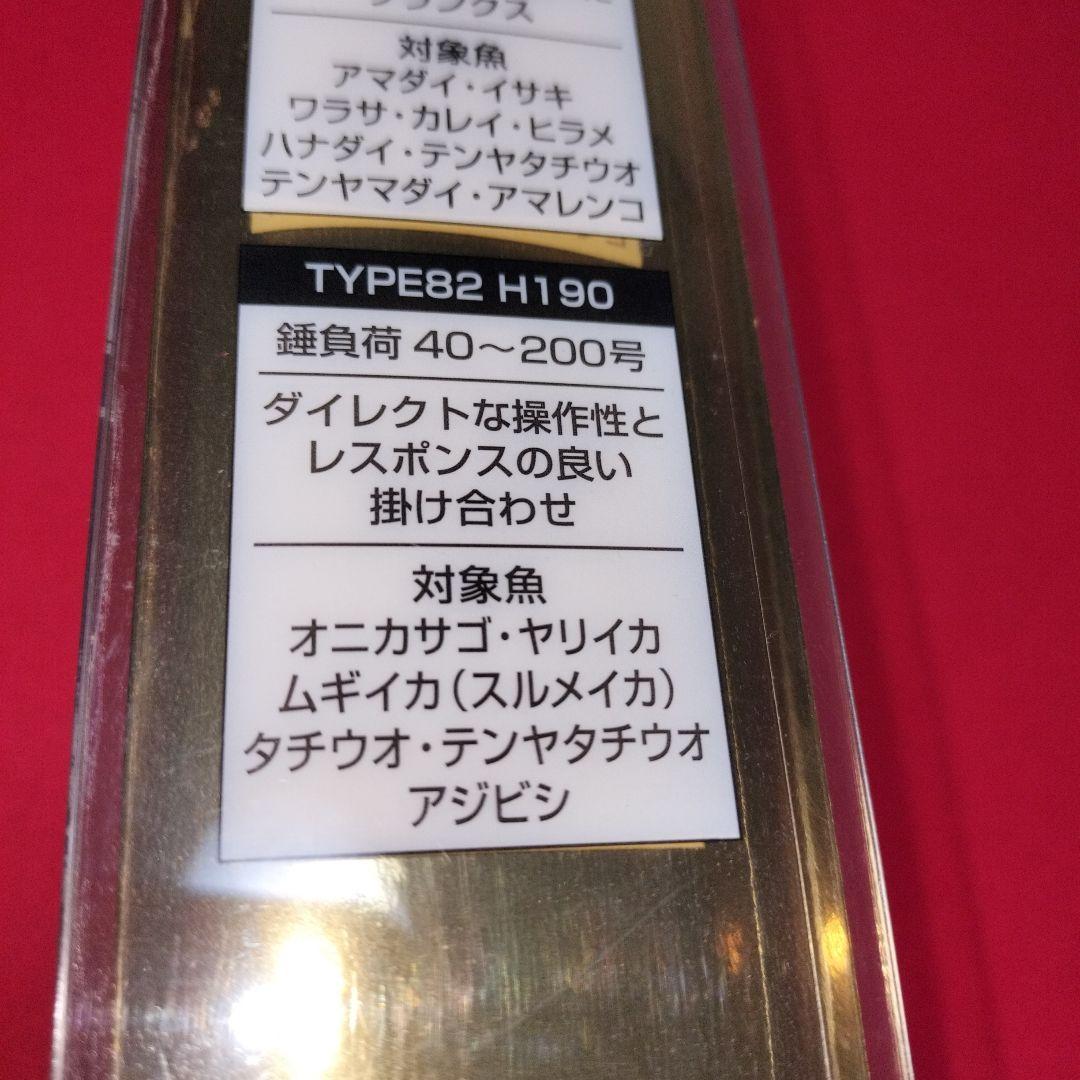 対象魚
アマダイ・イサキ
ワラサ・カレイ・ヒラメ
ハナダイ・テンヤタチウオ
テンヤマダイ・アマレンコ
TYPE82 H190
錘負荷 40～200号
ダイレクトな操作性と
レスポンスの良い
掛け合わせ
対象魚
オニカサゴ・ヤリイカ
ムギイカ(スルメイカ)
タチウオ・テンヤタチウオ
アジビシ